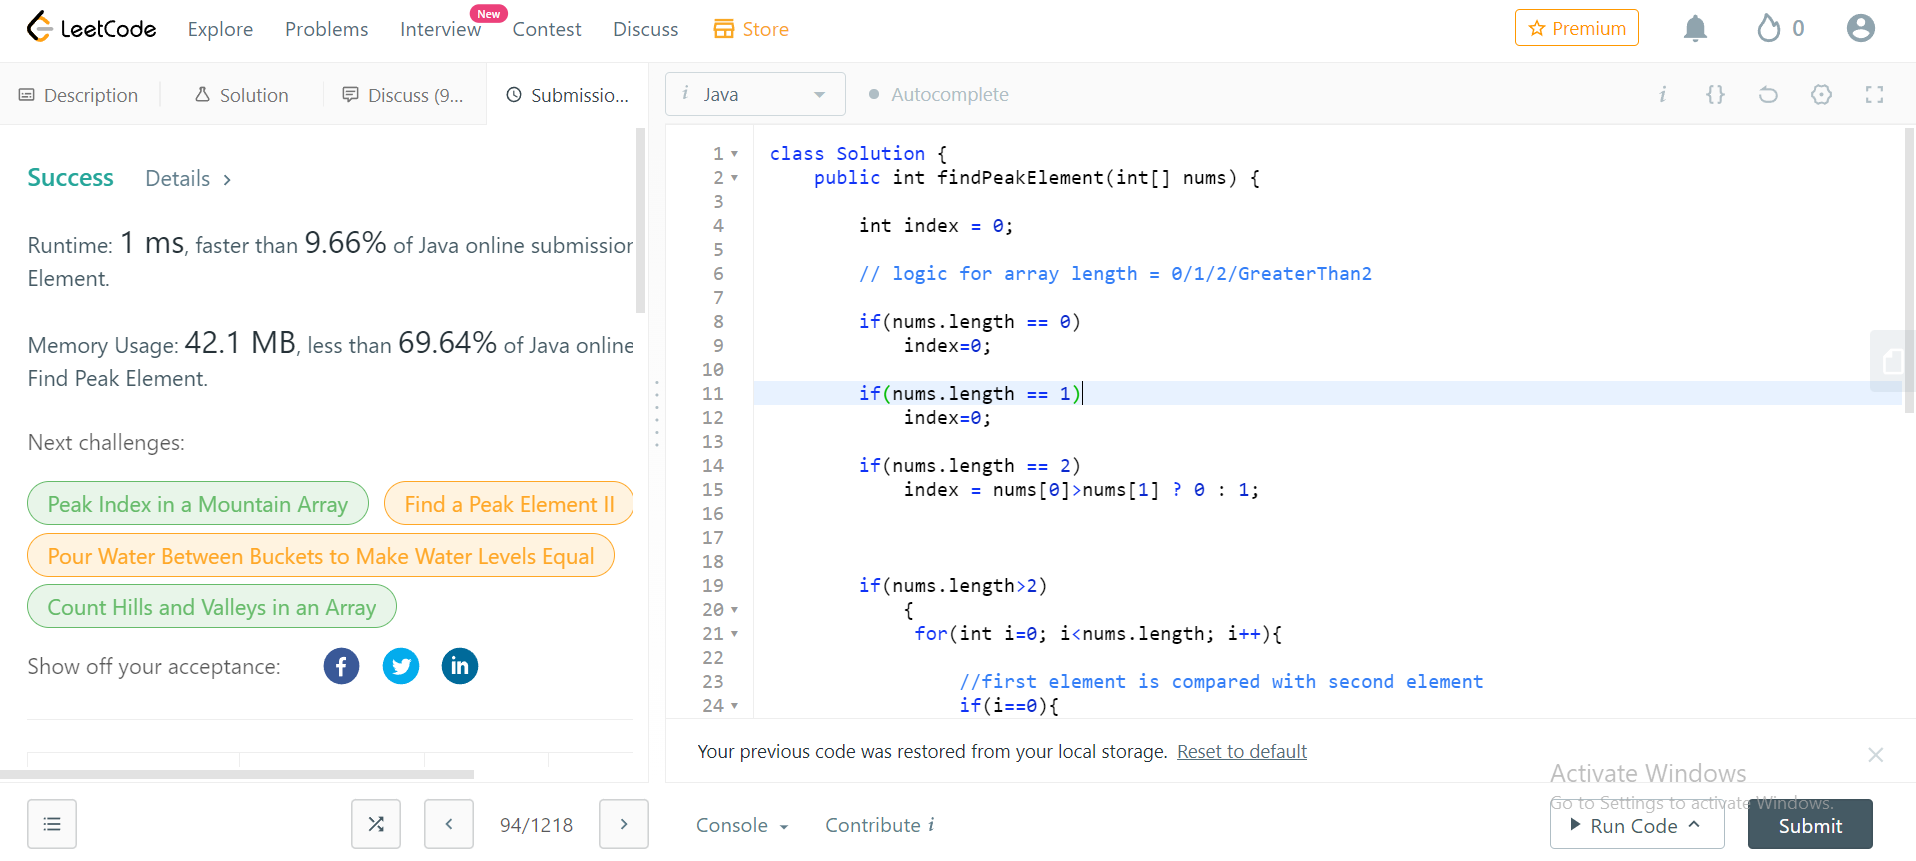 LeetCode Explore Problems Interview New Contest Discuss Store Premium 0
Description Solution Discuss (9... Submissio...
Success Details >
Runtime: 1 ms, faster than 9.66% of Java online submission
Element.
Memory Usage: 42.1 MB, less than 69.64% of Java online
Find Peak Element.
Next challenges:
Peak Index in a Mountain Array Find a Peak Element II
Pour Water Between Buckets to Make Water Levels Equal
Count Hills and Valleys in an Array
Show off your acceptance:
94/1218
i Java Autocomplete i {}
1 class Solution {
2 public int findPeakElement(int[] nums) {
3
4 int index = 0;
5
6 // logic for array length = 0/1/2/GreaterThan2
7
8 if(nums.length == 0)
9 index=0;
10
11 if(nums.length == 1)
12 index=0;
13
14 if(nums.length == 2)
15 index = nums[0]>nums[1] ? 0 : 1;
16
17
18
19 if(nums.length>2)
20 {
21 for(int i=0; i<nums.length; i++){
22
23 //first element is compared with second element
24 if(i==0){
Your previous code was restored from your local storage. Reset to default
Activate Windows
Go to Settings to activate Windows.
Console Contribute i Run Code Submit